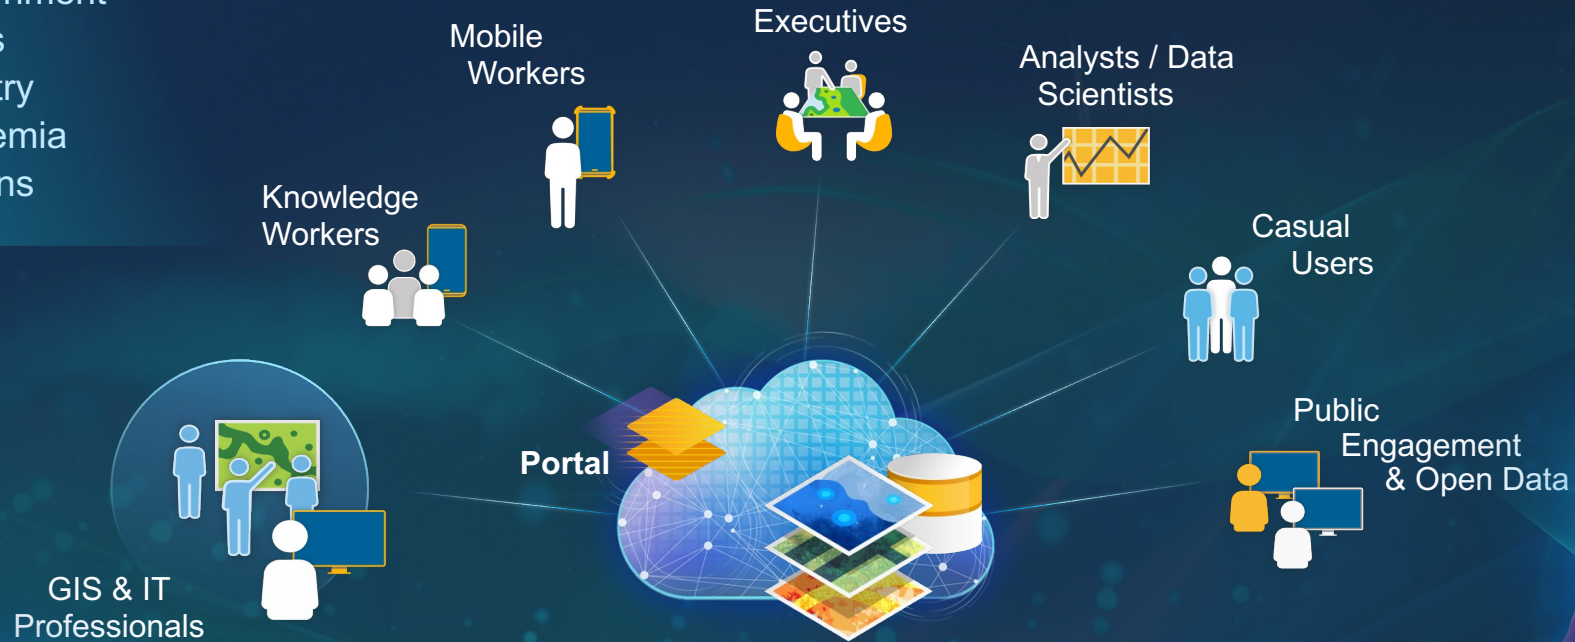 Executives
Mobile
Workers
Analysts / Data
Scientists
Knowledge
Workers
Casual
Users
Public
Engagement
& Open Data
Portal
GIS & IT
Professionals